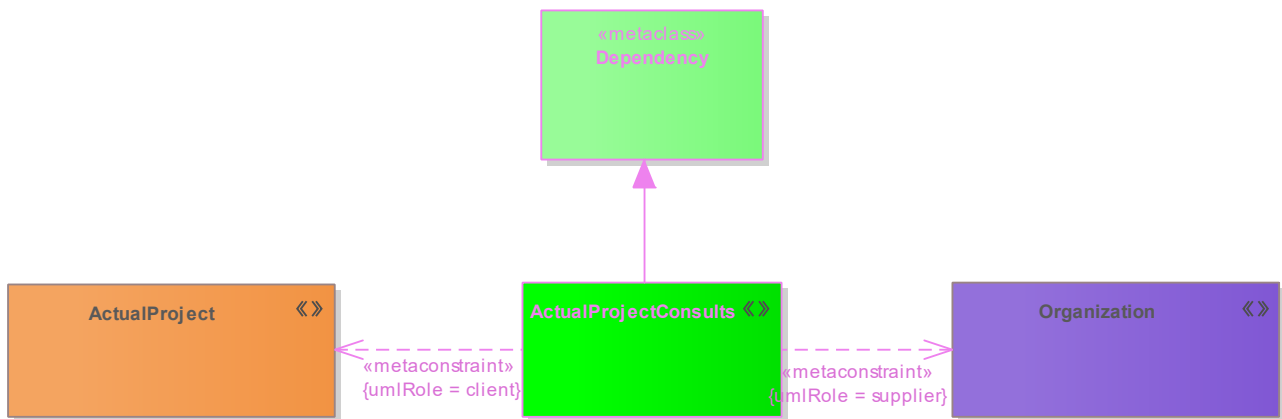 «metaclass»
Dependency
ActualProject
«»
ActualProjectConsults
«»
Organization
«»
«metaconstraint»
{umlRole = client}
«metaconstraint»
{umlRole = supplier}